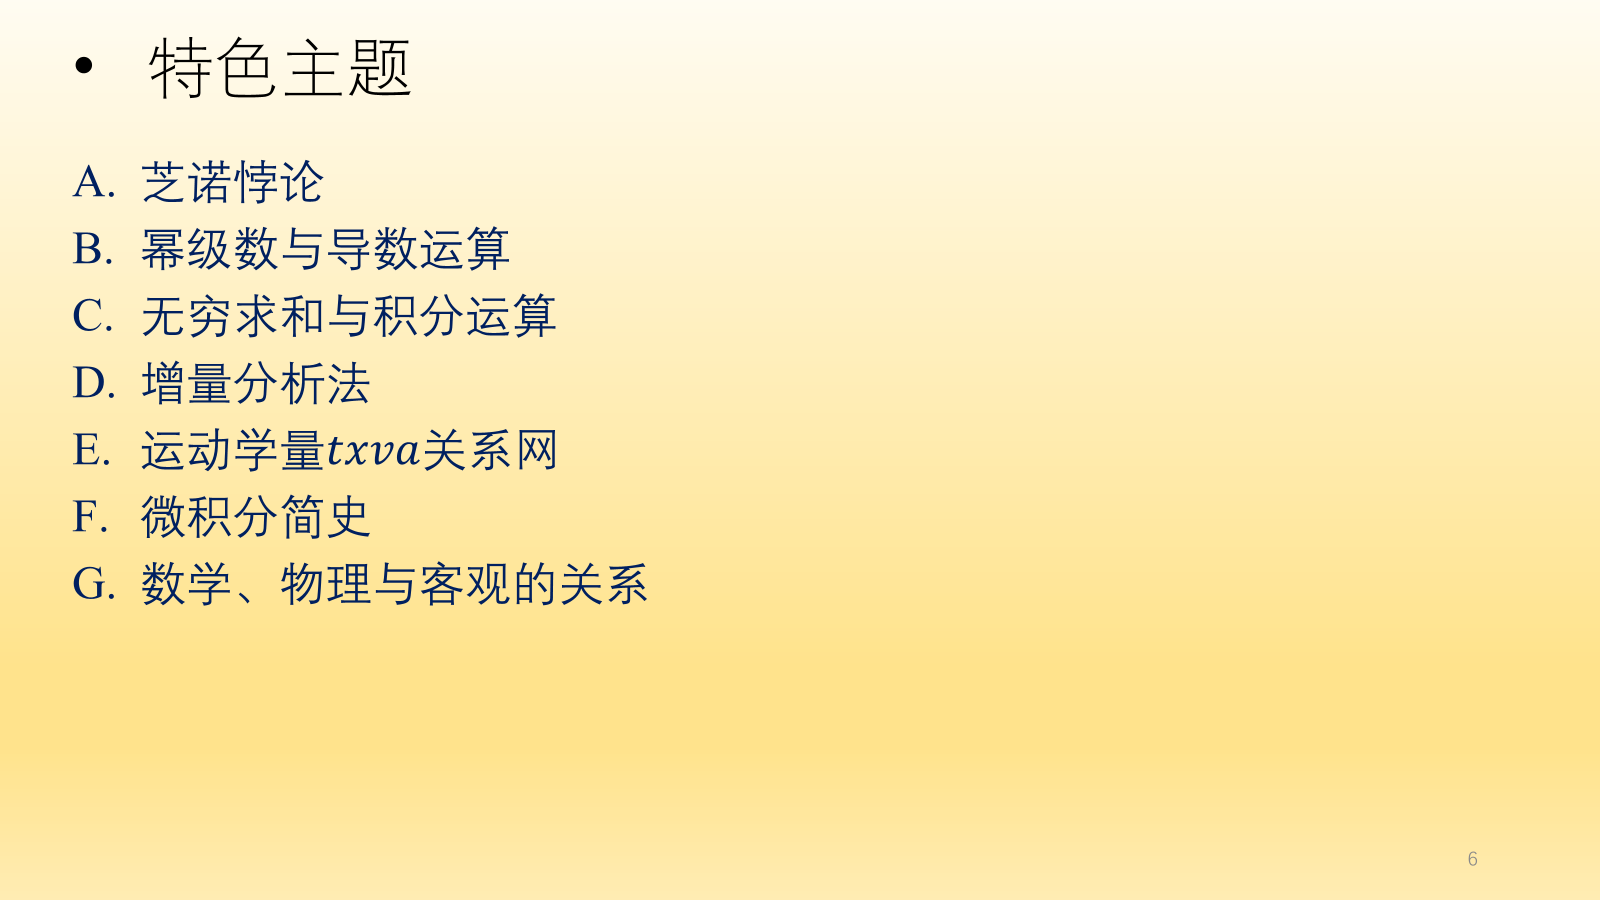 • 特色主题
A. 芝诺悖论
B. 幂级数与导数运算
C. 无穷求和与积分运算
D. 增量分析法
E. 运动学量txva关系网
F. 微积分简史
G. 数学、物理与客观的关系
6